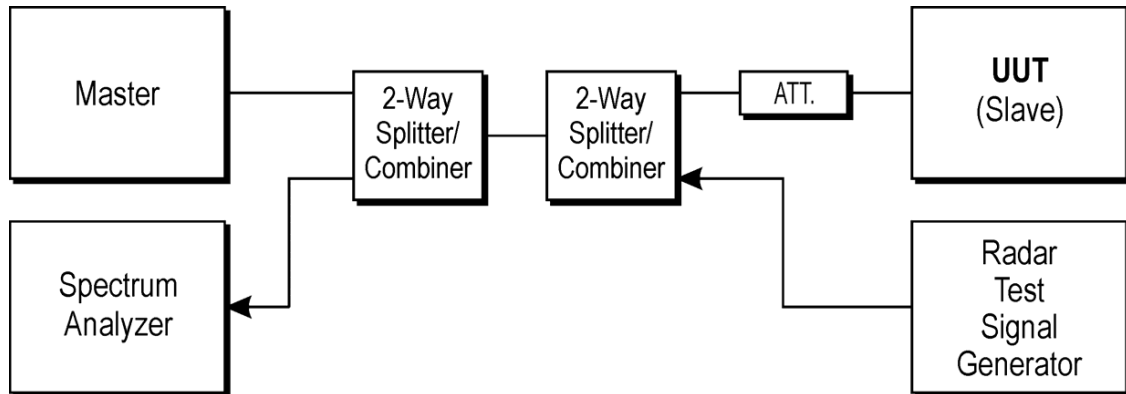 Master
2-Way
Splitter/
Combiner
2-Way
Splitter/
Combiner
ATT.
UUT
(Slave)
Spectrum
Analyzer
Radar
Test
Signal
Generator